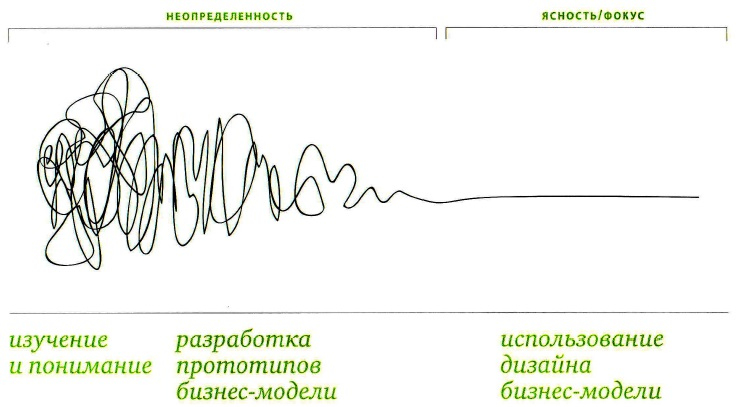 НЕОПРЕДЕЛЕННОСТЬ
ЯСНОСТЬ/ФОКУС
изучение
и понимание
разработка
прототипов
бизнес-модели
использование
дизайна
бизнес-модели